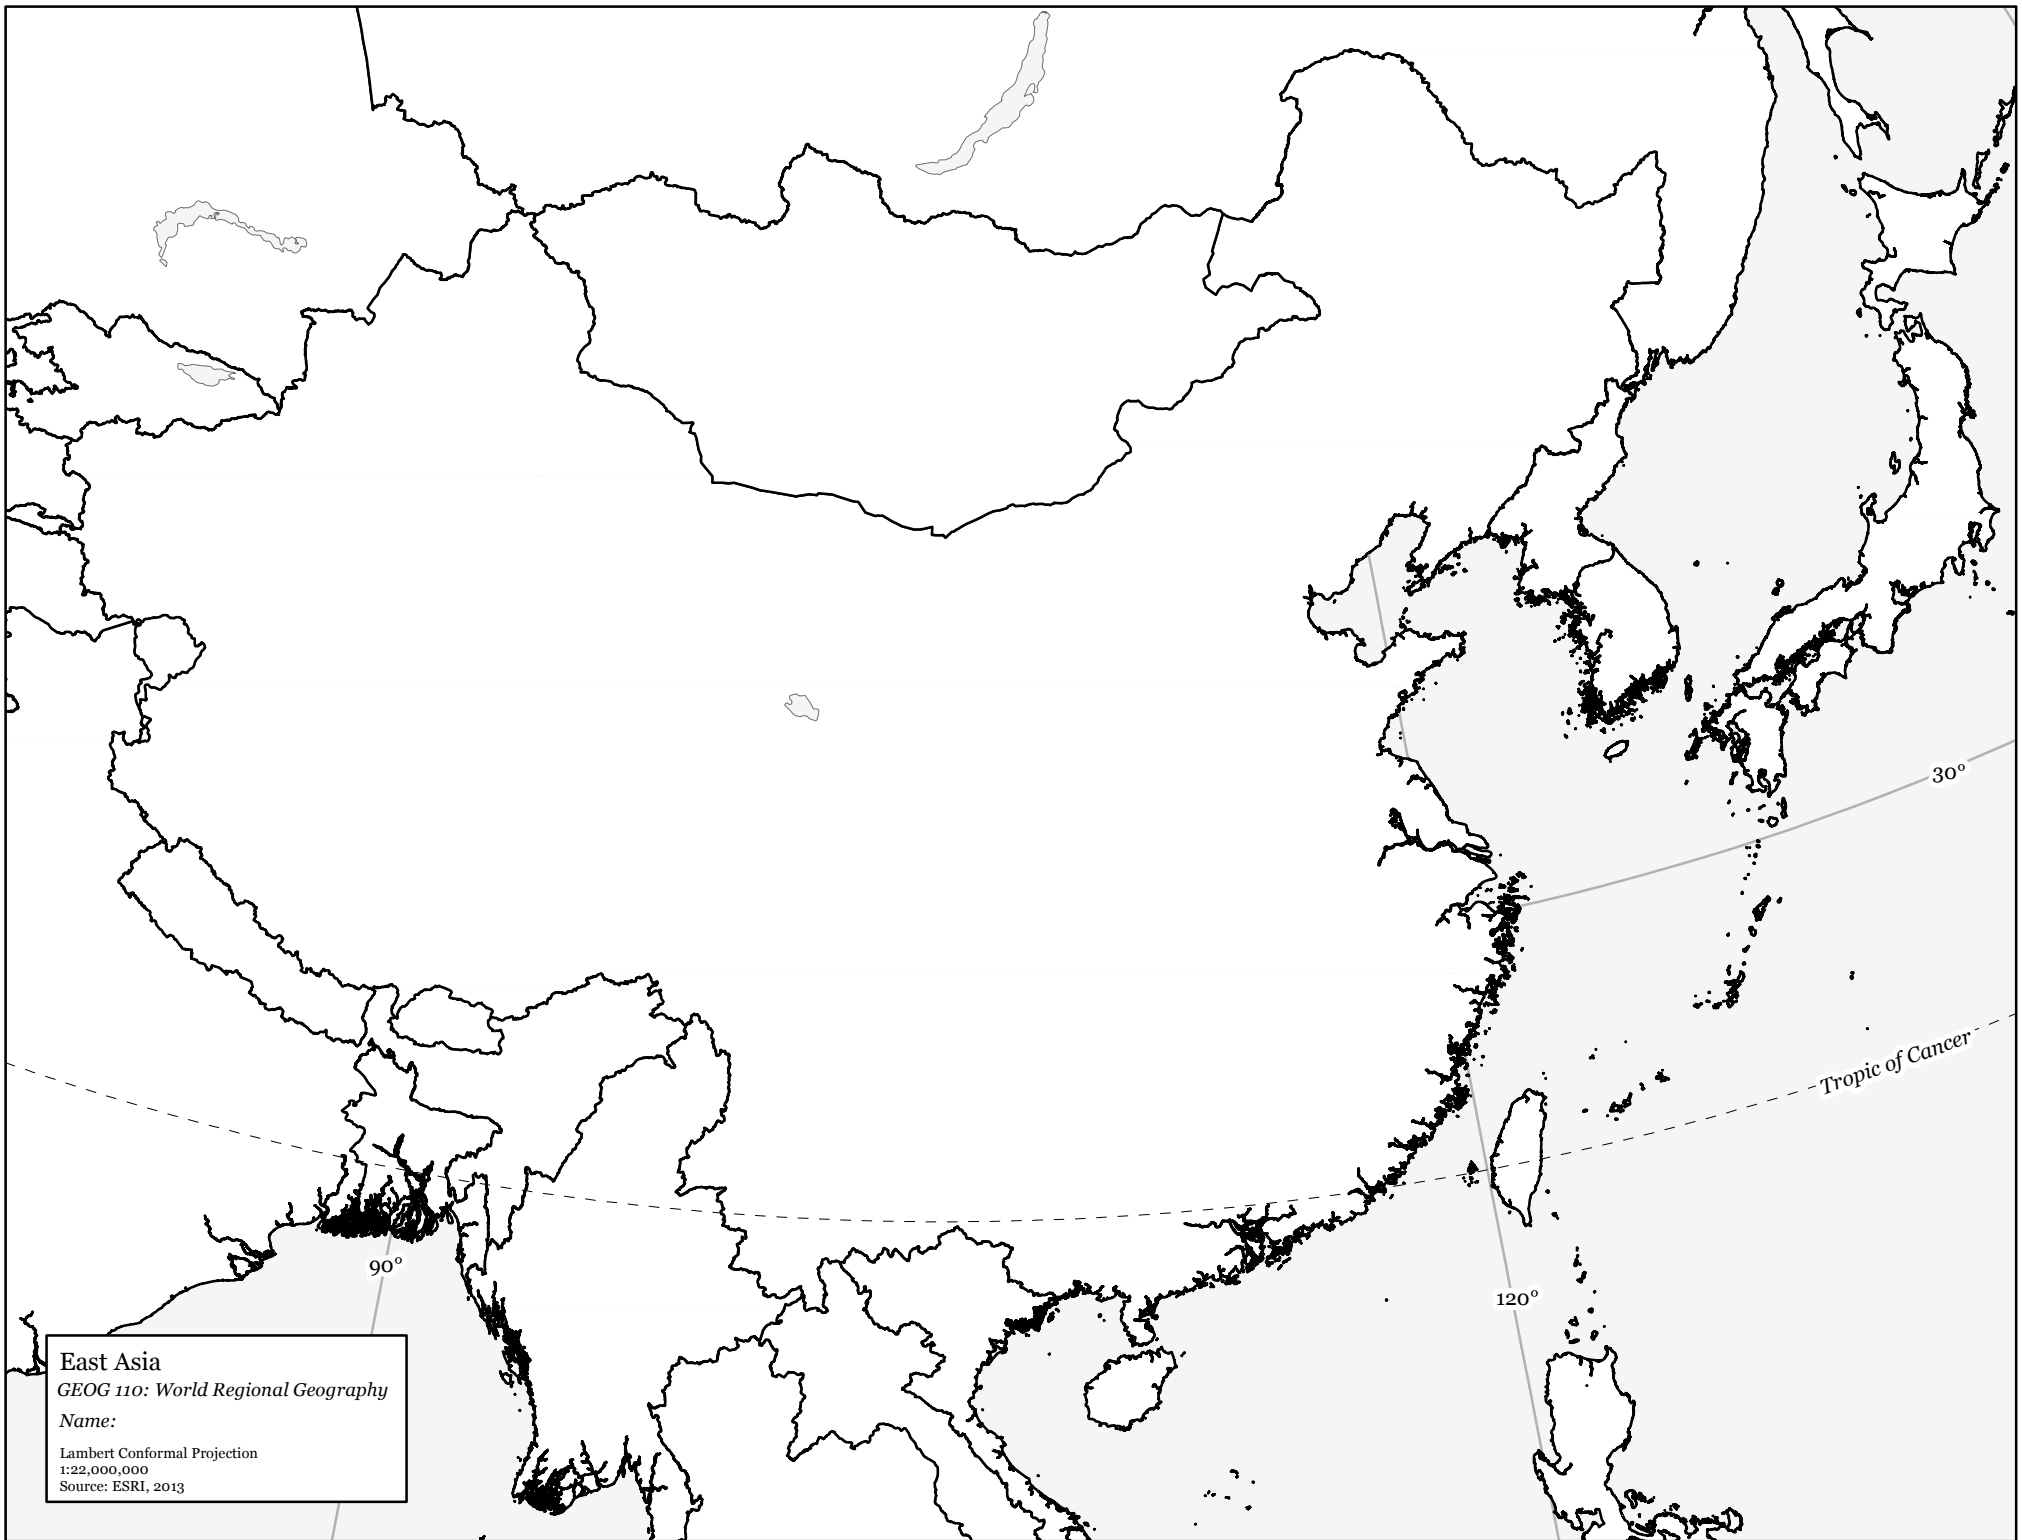 30°
Tropic of Cancer
90°
120°
East Asia
GEOG 110: World Regional Geography
Name:
Lambert Conformal Projection
1:22,000,000
Source: ESRI, 2013